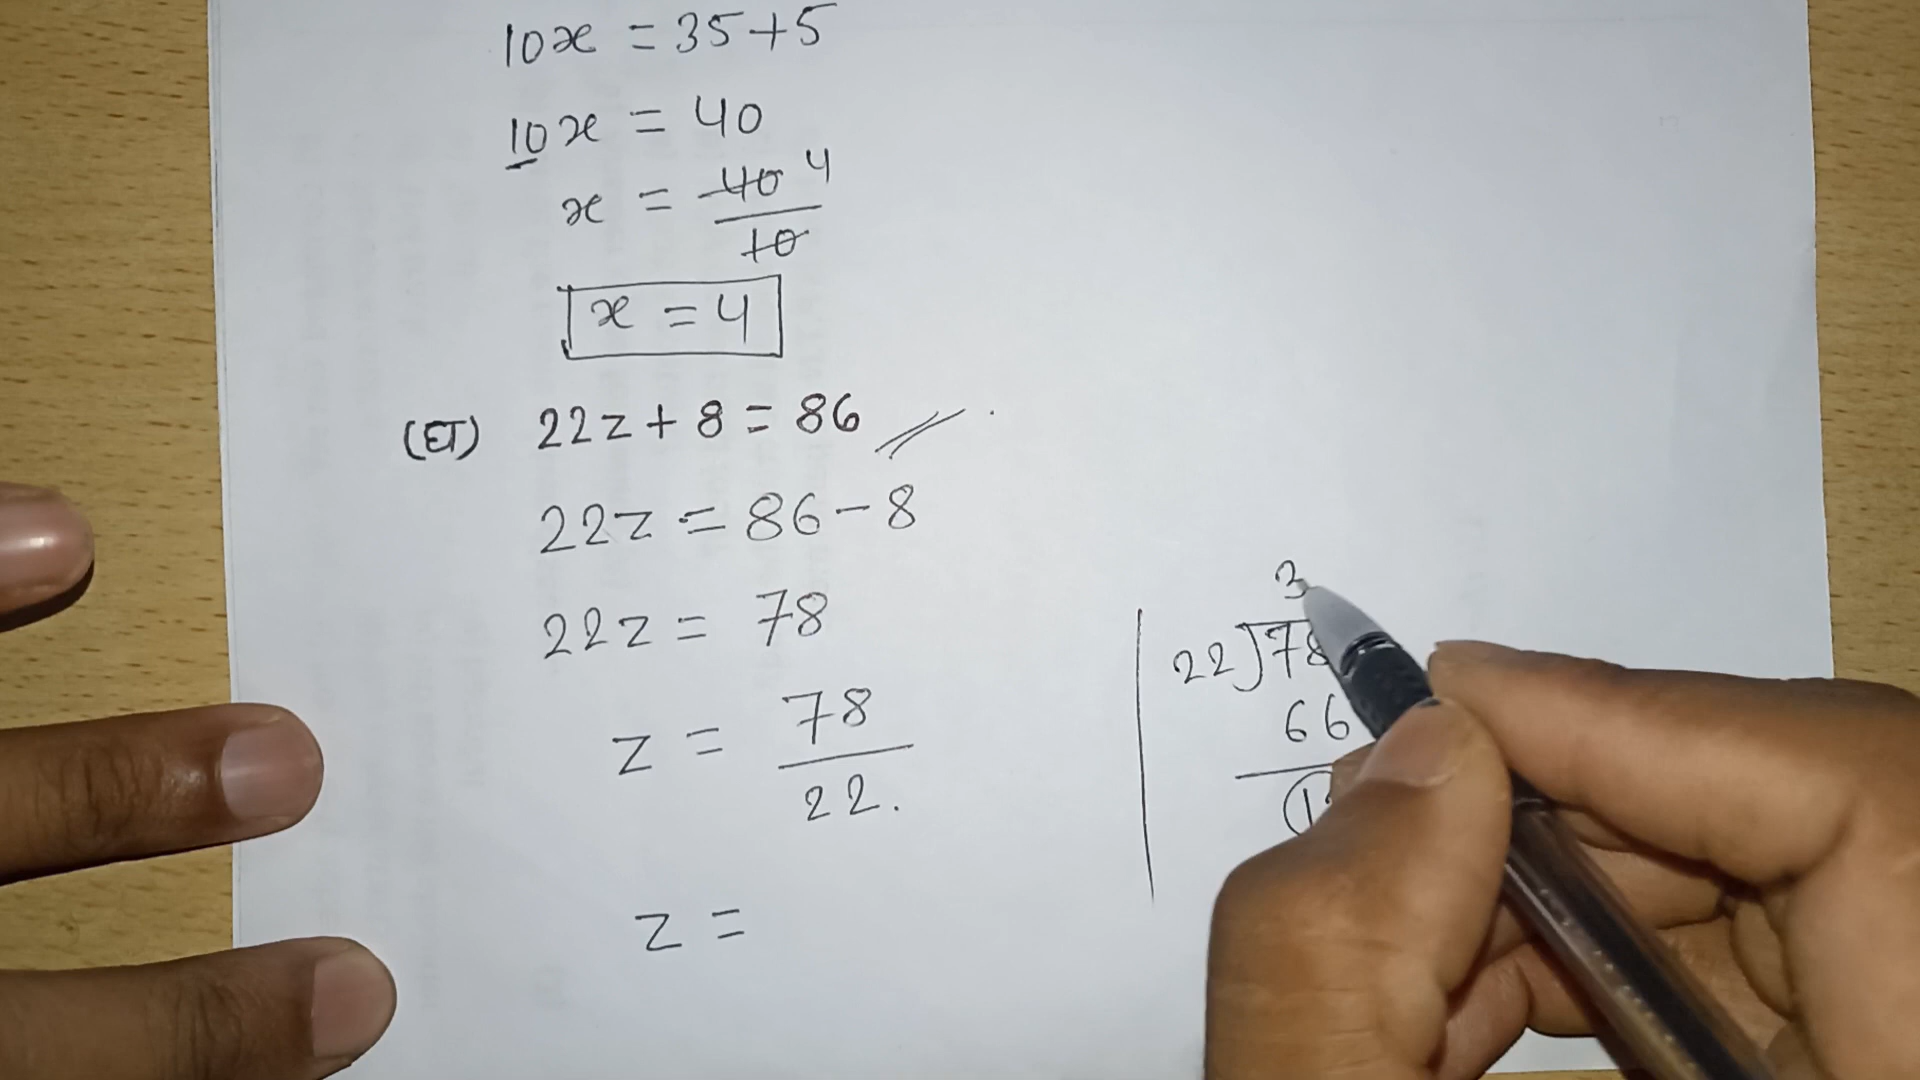 10x = 35+5
10x = 40
x = 40/10 4
x = 4
(घ) 22z + 8 = 86
22z = 86 - 8
22z = 78
z = 78/22.
z =
3
22)78
66